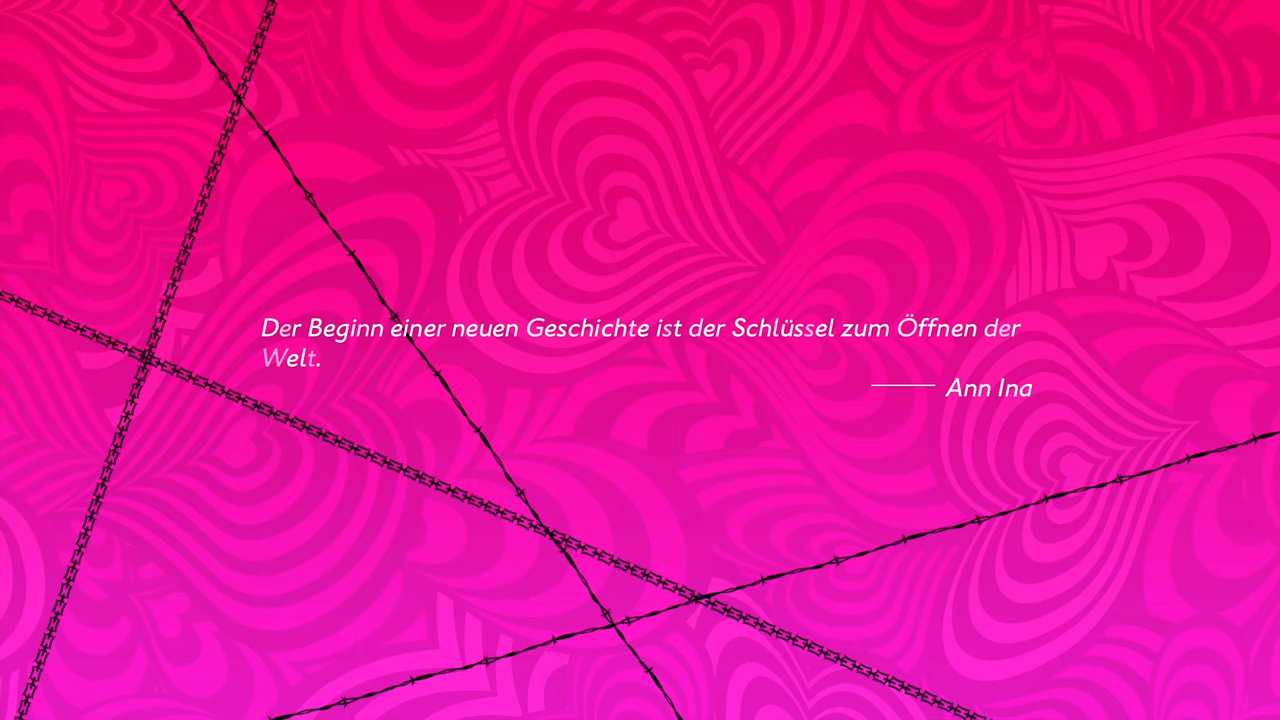 Der Beginn einer neuen Geschichte ist der Schlüssel zum Öffnen der
Welt.
—— Ann Ina